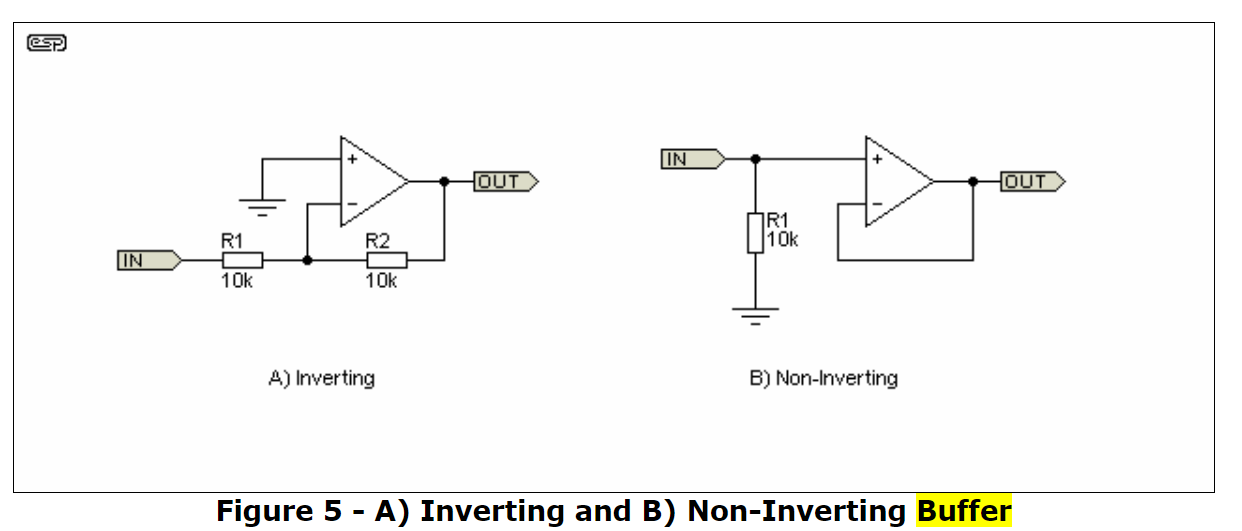 esp
+
-
OUT
IN
R1
10k
R2
10k
A) Inverting
IN
+
-
OUT
R1
10k
B) Non-Inverting
Figure 5 - A) Inverting and B) Non-Inverting Buffer